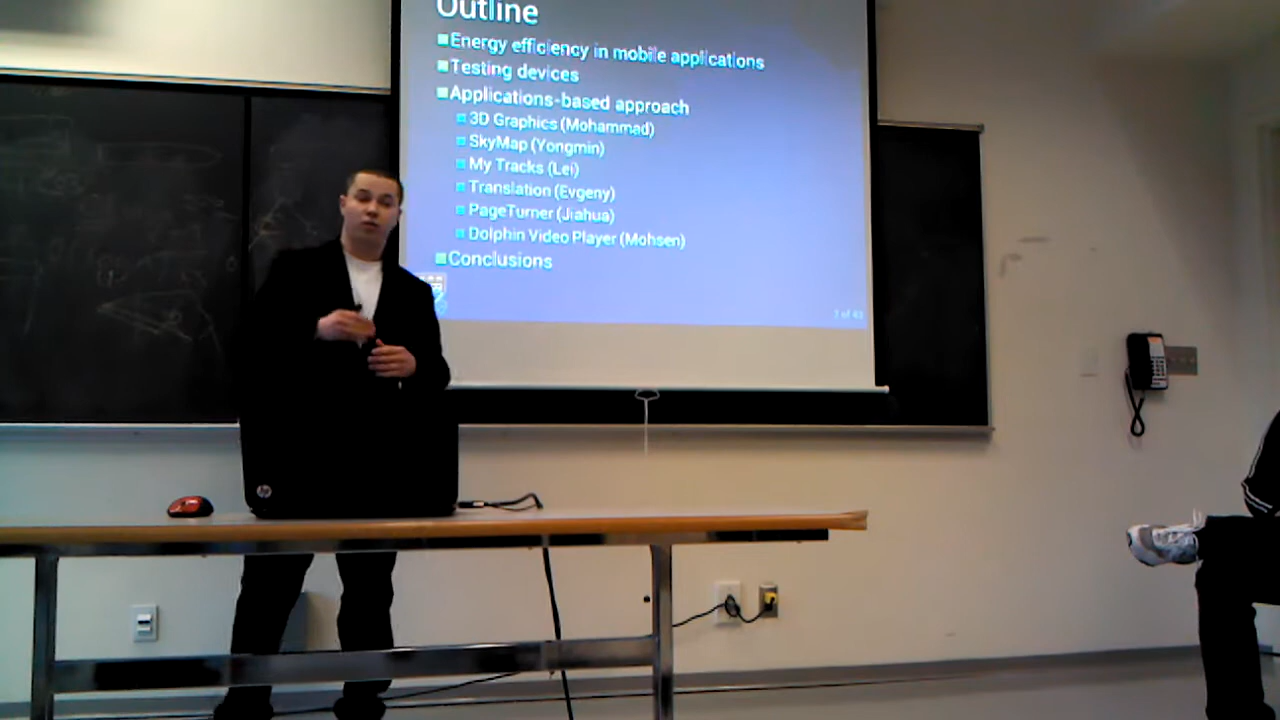 Outline
Energy efficiency in mobile applications
Testing devices
Applications-based approach
3D Graphics (Mohammad)
SkyMap (Yongmin)
My Tracks (Lei)
Translation (Evgeny)
PageTurner (Jiahua)
Dolphin Video Player (Mohsen)
Conclusions
hp